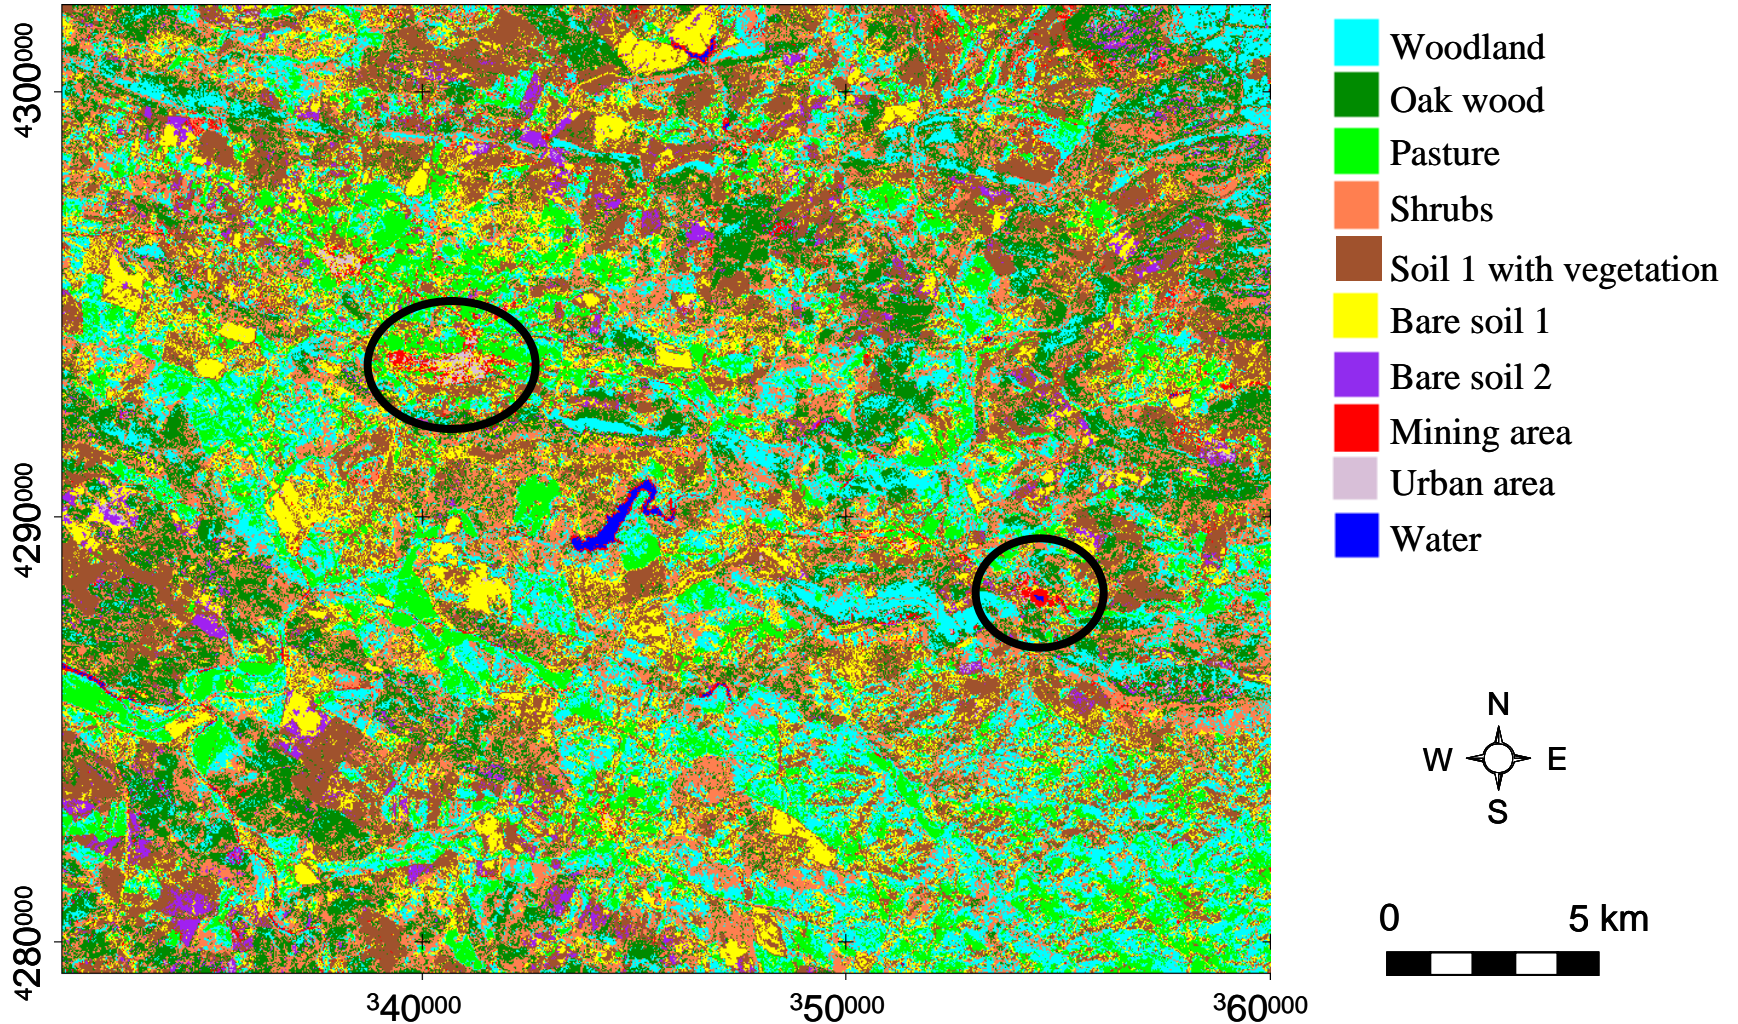 4300000
4290000
4280000
340000
350000
360000
Woodland
Oak wood
Pasture
Shrubs
Soil 1 with vegetation
Bare soil 1
Bare soil 2
Mining area
Urban area
Water
N
W E
S
0 5 km